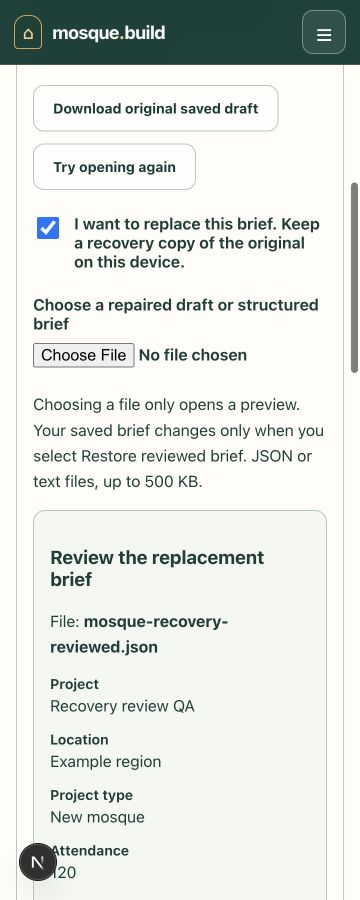 mosque.build
Download original saved draft
Try opening again
I want to replace this brief. Keep
a recovery copy of the original
on this device.
Choose a repaired draft or structured
brief
Choose File No file chosen
Choosing a file only opens a preview.
Your saved brief changes only when you
select Restore reviewed brief. JSON or
text files, up to 500 KB.
Review the replacement
brief
File: mosque-recovery-
reviewed.json
Project
Recovery review QA
Location
Example region
Project type
New mosque
Attendance
120
N